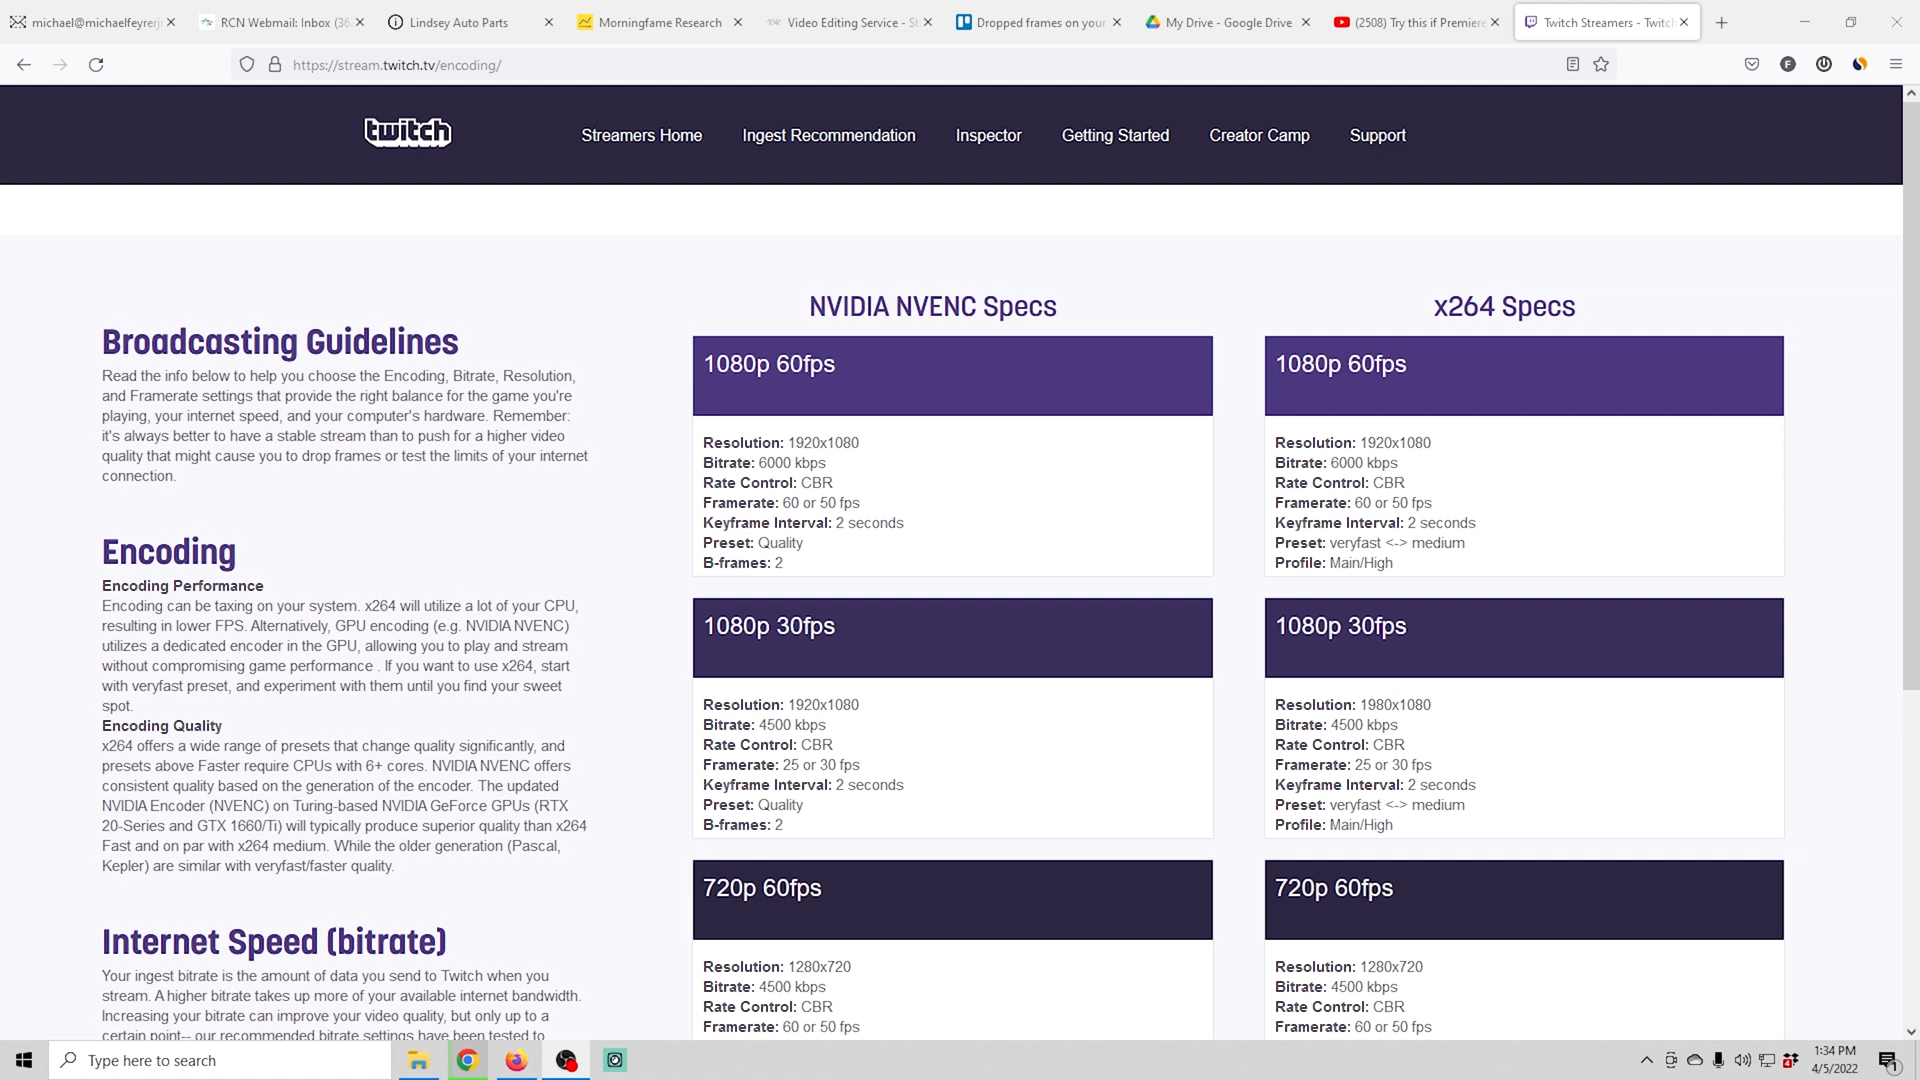 michael@michaelfeyrerj
RCN Webmail: Inbox (36
Lindsey Auto Parts
Morningfame Research
Video Editing Service - St
Dropped frames on your
My Drive - Google Drive
(2508) Try this if Premiere
Twitch Streamers - Twitch
https://stream.twitch.tv/encoding/
twitch
Streamers Home
Ingest Recommendation
Inspector
Getting Started
Creator Camp
Support
Broadcasting Guidelines
Read the info below to help you choose the Encoding, Bitrate, Resolution,
and Framerate settings that provide the right balance for the game you're
playing, your internet speed, and your computer's hardware. Remember:
it's always better to have a stable stream than to push for a higher video
quality that might cause you to drop frames or test the limits of your internet
connection.
Encoding
Encoding Performance
Encoding can be taxing on your system. x264 will utilize a lot of your CPU,
resulting in lower FPS. Alternatively, GPU encoding (e.g. NVIDIA NVENC)
utilizes a dedicated encoder in the GPU, allowing you to play and stream
without compromising game performance . If you want to use x264, start
with veryfast preset, and experiment with them until you find your sweet
spot.
Encoding Quality
x264 offers a wide range of presets that change quality significantly, and
presets above Faster require CPUs with 6+ cores. NVIDIA NVENC offers
consistent quality based on the generation of the encoder. The updated
NVIDIA Encoder (NVENC) on Turing-based NVIDIA GeForce GPUs (RTX
20-Series and GTX 1660/Ti) will typically produce superior quality than x264
Fast and on par with x264 medium. While the older generation (Pascal,
Kepler) are similar with veryfast/faster quality.
Internet Speed (bitrate)
Your ingest bitrate is the amount of data you send to Twitch when you
stream. A higher bitrate takes up more of your available internet bandwidth.
Increasing your bitrate can improve your video quality, but only up to a
certain point-- our recommended bitrate settings have been tested to
NVIDIA NVENC Specs
1080p 60fps
Resolution: 1920x1080
Bitrate: 6000 kbps
Rate Control: CBR
Framerate: 60 or 50 fps
Keyframe Interval: 2 seconds
Preset: Quality
B-frames: 2
1080p 30fps
Resolution: 1920x1080
Bitrate: 4500 kbps
Rate Control: CBR
Framerate: 25 or 30 fps
Keyframe Interval: 2 seconds
Preset: Quality
B-frames: 2
720p 60fps
Resolution: 1280x720
Bitrate: 4500 kbps
Rate Control: CBR
Framerate: 60 or 50 fps
x264 Specs
1080p 60fps
Resolution: 1920x1080
Bitrate: 6000 kbps
Rate Control: CBR
Framerate: 60 or 50 fps
Keyframe Interval: 2 seconds
Preset: veryfast <-> medium
Profile: Main/High
1080p 30fps
Resolution: 1980x1080
Bitrate: 4500 kbps
Rate Control: CBR
Framerate: 25 or 30 fps
Keyframe Interval: 2 seconds
Preset: veryfast <-> medium
Profile: Main/High
720p 60fps
Resolution: 1280x720
Bitrate: 4500 kbps
Rate Control: CBR
Framerate: 60 or 50 fps
Type here to search
1:34 PM
4/5/2022
1